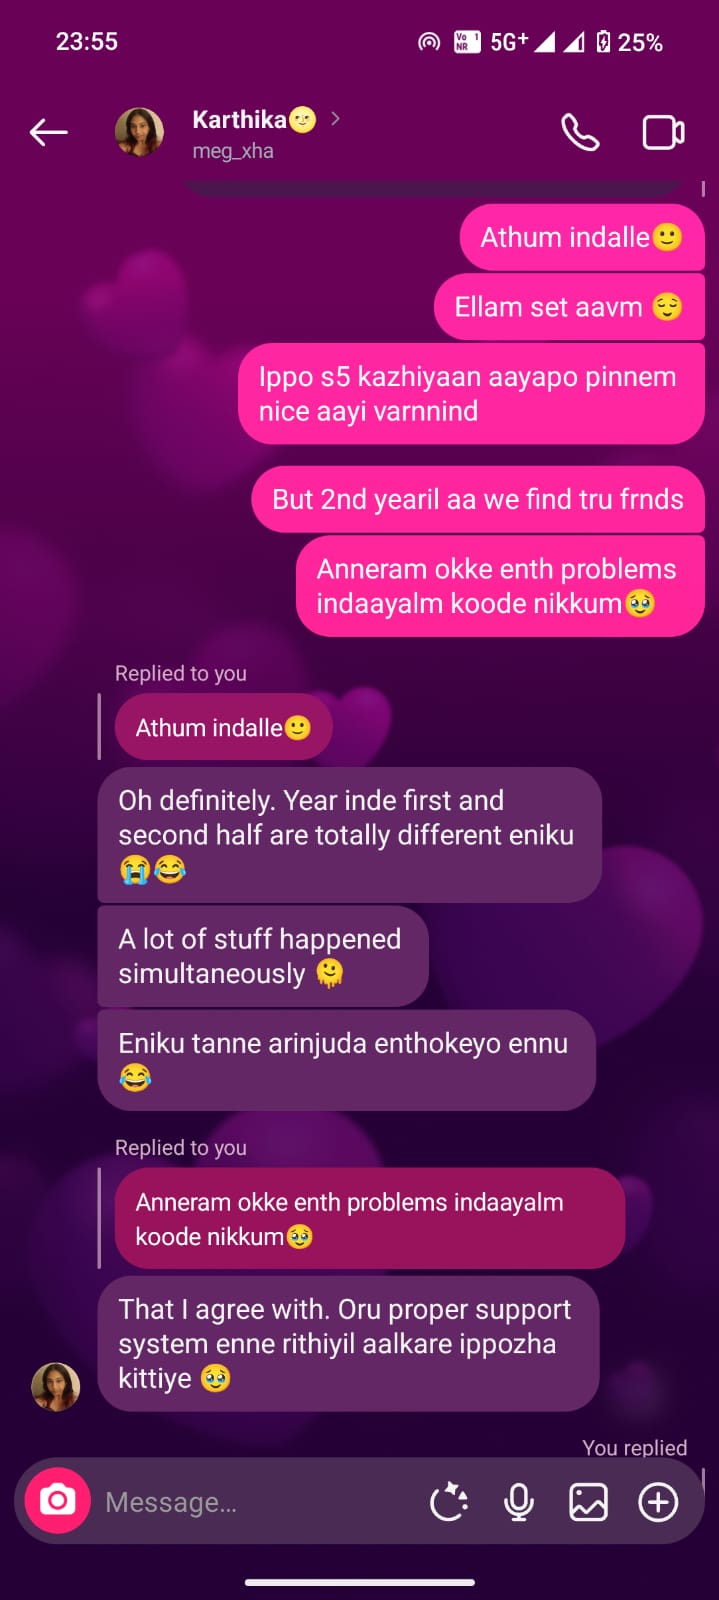 23:55
Vo 1
NR
5G+
25%
Karthika🌝
meg_xha
Athum indalle🙂
Ellam set aavm 😌
Ippo s5 kazhiyaan aayapo pinnem
nice aayi varnnind
But 2nd yearil aa we find tru frnds
Anneram okke enth problems
indaayalm koode nikkum🥹
Replied to you
Athum indalle🙂
Oh definitely. Year inde first and
second half are totally different eniku
😭😂
A lot of stuff happened
simultaneously 🫠
Eniku tanne arinjuda enthokeyo ennu
😂
Replied to you
Anneram okke enth problems indaayalm
koode nikkum🥹
That I agree with. Oru proper support
system enne rithiyil aalkare ippozha
kittiye 🥹
You replied
Message...